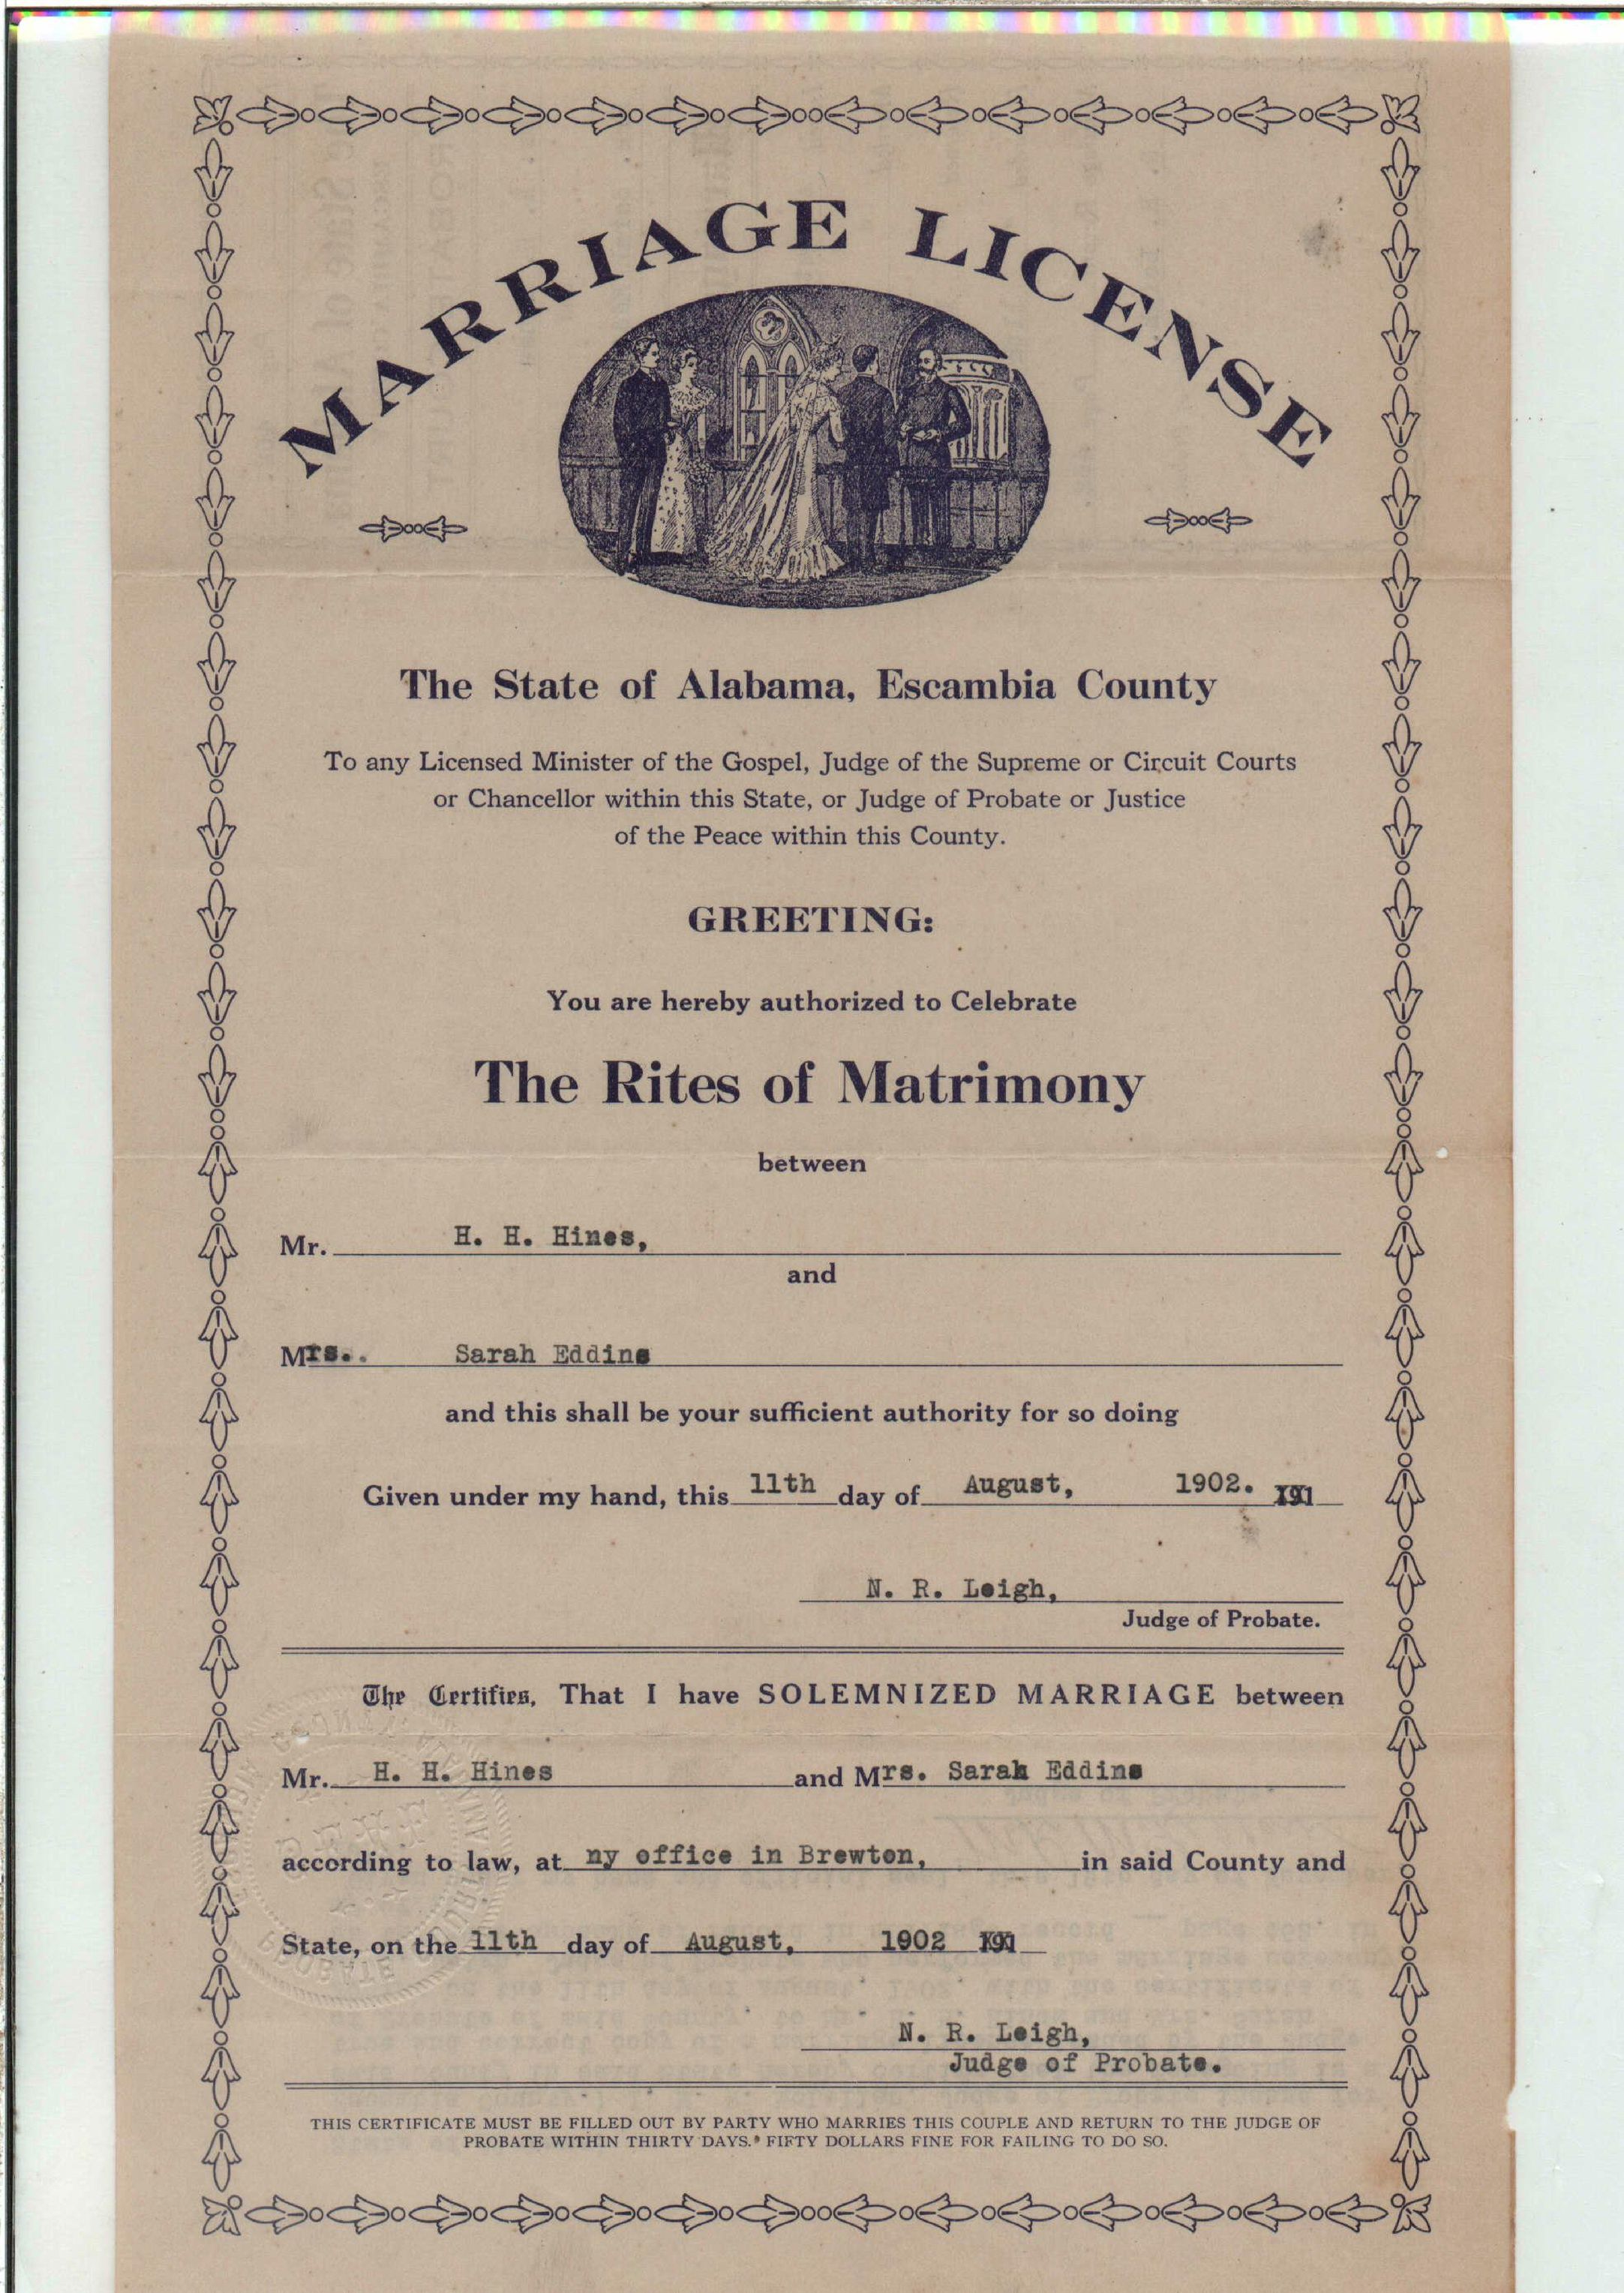 MARRIAGE LICENSE
The State of Alabama, Escambia County
To any Licensed Minister of the Gospel, Judge of the Supreme or Circuit Courts
or Chancellor within this State, or Judge of Probate or Justice
of the Peace within this County.
GREETING:
You are hereby authorized to Celebrate
The Rites of Matrimony
between
Mr. H. H. Hines,
and
Mrs. . Sarah Eddins
and this shall be your sufficient authority for so doing
Given under my hand, this 11th day of August, 1902. 191
N. R. Leigh,
Judge of Probate.
The Certifies, That I have SOLEMNIZED MARRIAGE between
Mr. H. H. Hines and Mrs. Sarah Eddins
according to law, at ny office in Brewton, in said County and
State, on the 11th day of August, 1902 191
N. R. Leigh,
Judge of Probate.
THIS CERTIFICATE MUST BE FILLED OUT BY PARTY WHO MARRIES THIS COUPLE AND RETURN TO THE JUDGE OF
PROBATE WITHIN THIRTY DAYS. FIFTY DOLLARS FINE FOR FAILING TO DO SO.